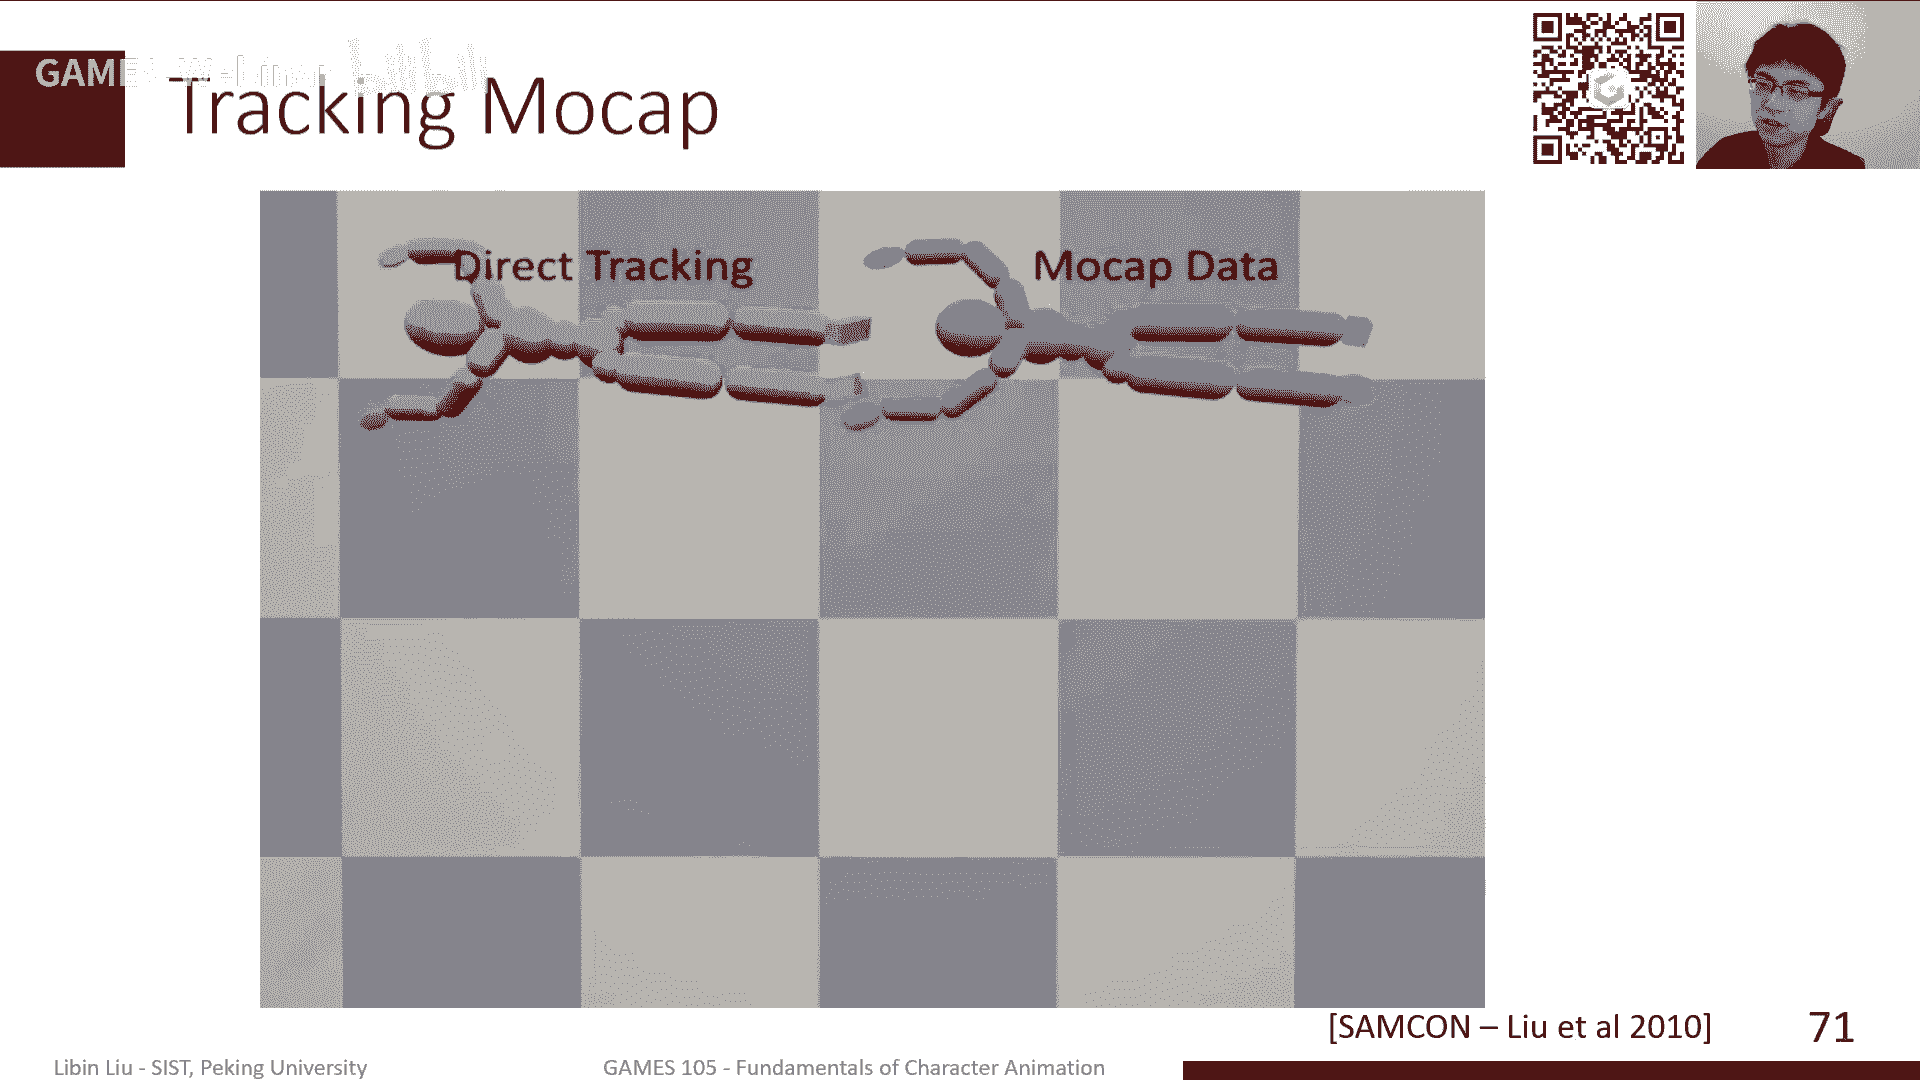 GAMES Webinar bilibili
Tracking Mocap
Direct Tracking
Mocap Data
[SAMCON – Liu et al 2010]
71
Libin Liu - SIST, Peking University
GAMES 105 - Fundamentals of Character Animation